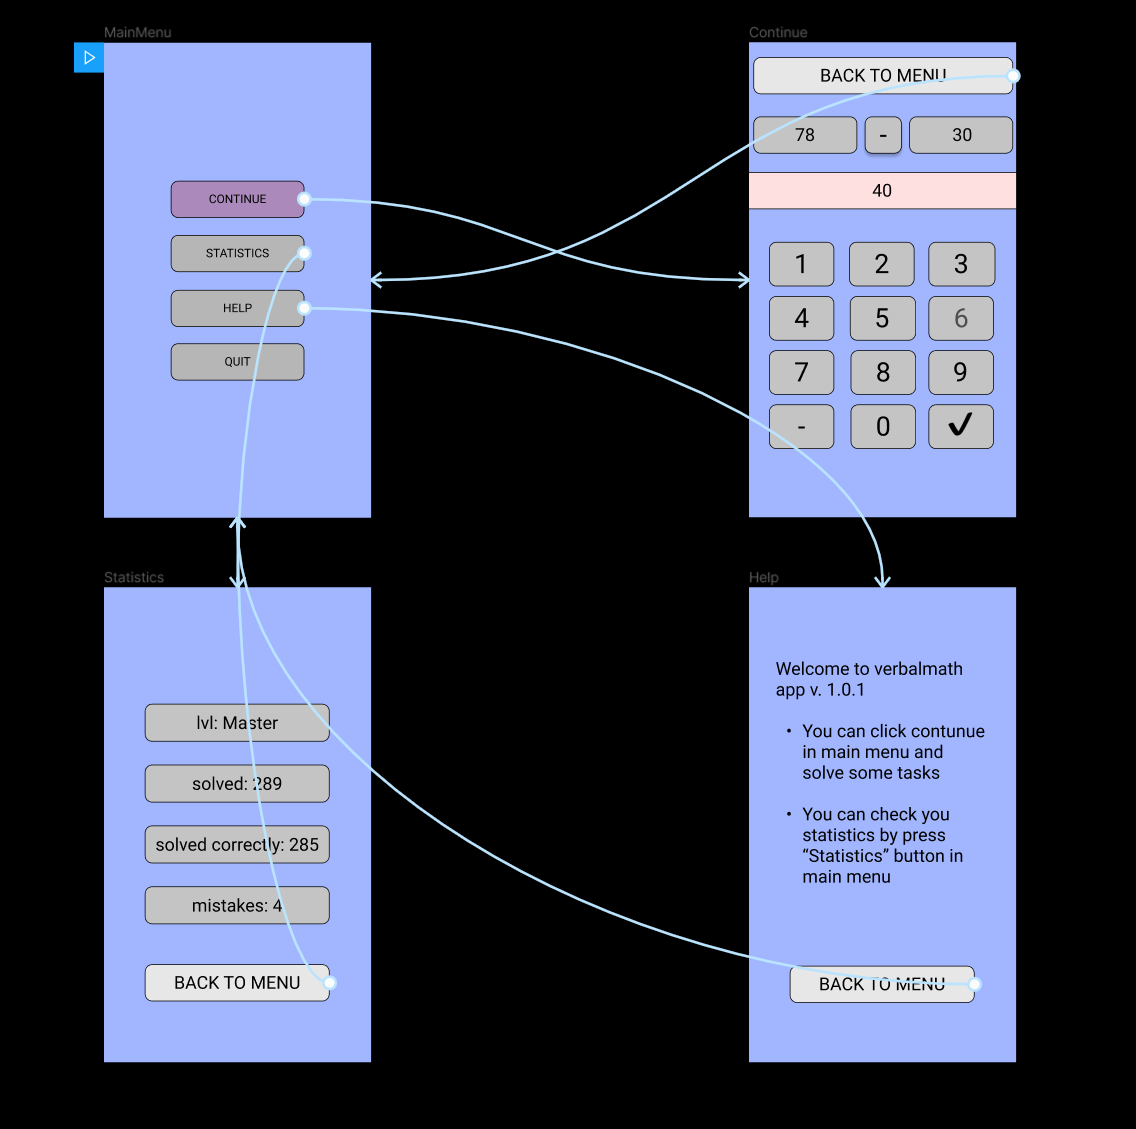 MainMenu
CONTINUE
STATISTICS
HELP
QUIT
Continue
BACK TO MENU
78 - 30
40
1 2 3
4 5 6
7 8 9
- 0 ✔
Statistics
lvl: Master
solved: 289
solved correctly: 285
mistakes: 4
BACK TO MENU
Help
Welcome to verbalmath
app v. 1.0.1
• You can click contunue
in main menu and
solve some tasks
• You can check you
statistics by press
“Statistics” button in
main menu
BACK TO MENU